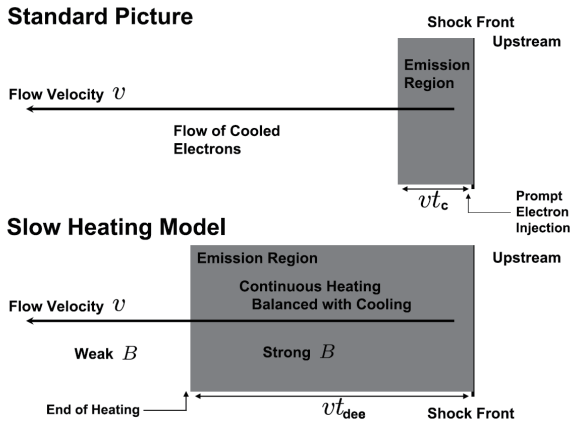 Standard Picture
Shock Front
Upstream
Emission
Region
Flow Velocity v
Flow of Cooled
Electrons
vtc
Prompt
Electron
Injection
Slow Heating Model
Emission Region
Upstream
Continuous Heating
Balanced with Cooling
Flow Velocity v
Weak B
Strong B
End of Heating
vtdee
Shock Front